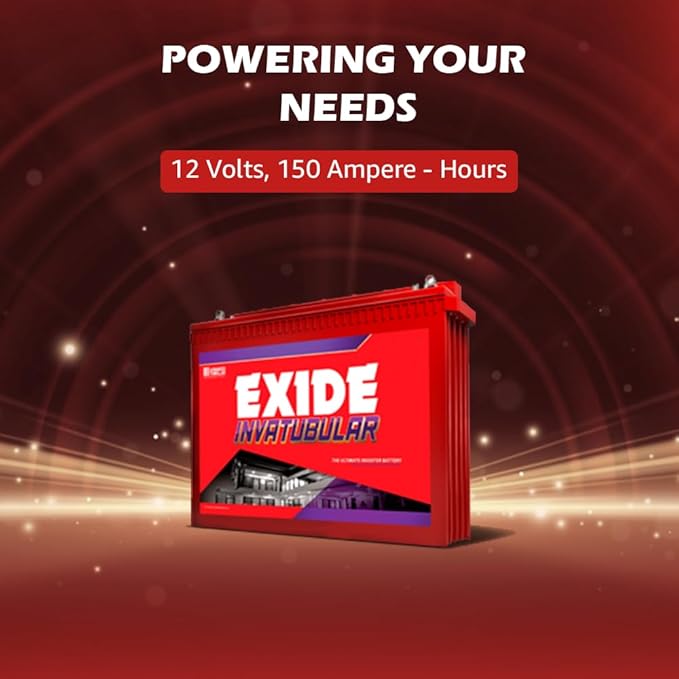 POWERING YOUR
NEEDS
12 Volts, 150 Ampere - Hours
EXIDE
INVATUBULAR
THE ULTIMATE INVERTER BATTERY